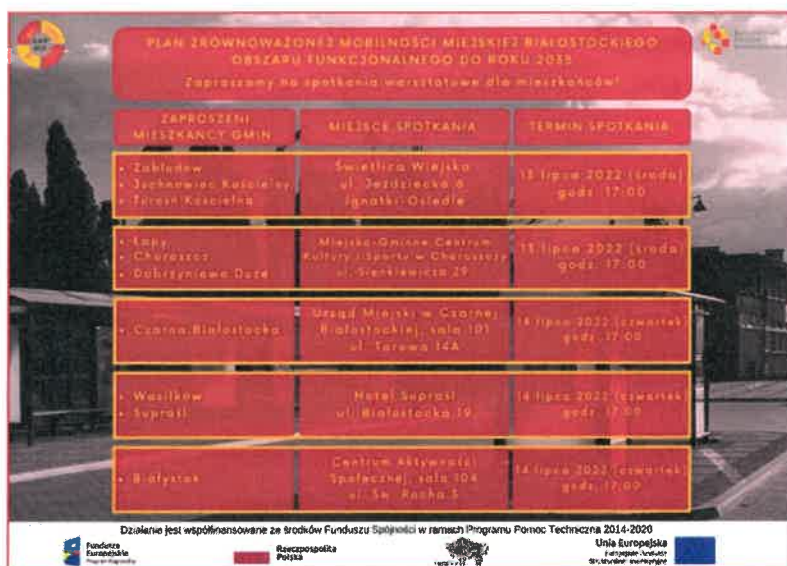 PLAN ZRÓWNOWAŻONEJ MOBILNOŚCI MIEJSKIEJ BIAŁOSTOCKIEGO
OBSZARU FUNKCJONALNEGO DO ROKU 2035
Zapraszamy na spotkania warsztatowe dla mieszkańców!
ZAPROSZENI
MIESZKAŃCY GMIN
MIEJSCE SPOTKANIA
TERMIN SPOTKANIA
• Zabłudów
• Juchnowiec Kościelny
• Turośń Kościelna
Świetlica Wiejska
ul. Jeździecka 6
Ignatki-Osiedle
13 lipca 2022 (środa)
godz. 17:00
• Łapy
• Choroszcz
• Dobrzyniewo Duże
Miejsko-Gminne Centrum
Kultury i Sportu w Choroszczy
ul. Sienkiewicza 29
13 lipca 2022 (środa)
godz. 17:00
• Czarna Białostocka
Urząd Miejski w Czarnej
Białostockiej, sala 101
ul. Torowa 14A
14 lipca 2022 (czwartek)
godz. 17:00
• Wasilków
• Supraśl
Hotel Supraśl
ul. Białostocka 19
14 lipca 2022 (czwartek)
godz. 17:00
• Białystok
Centrum Aktywności
Społecznej, sala 104
ul. Św. Rocha 3
14 lipca 2022 (czwartek)
godz. 17:00
Działanie jest współfinansowane ze środków Funduszu Spójności w ramach Programu Pomoc Techniczna 2014-2020
Fundusze
Europejskie
Rzeczpospolita
Polska
Unia Europejska